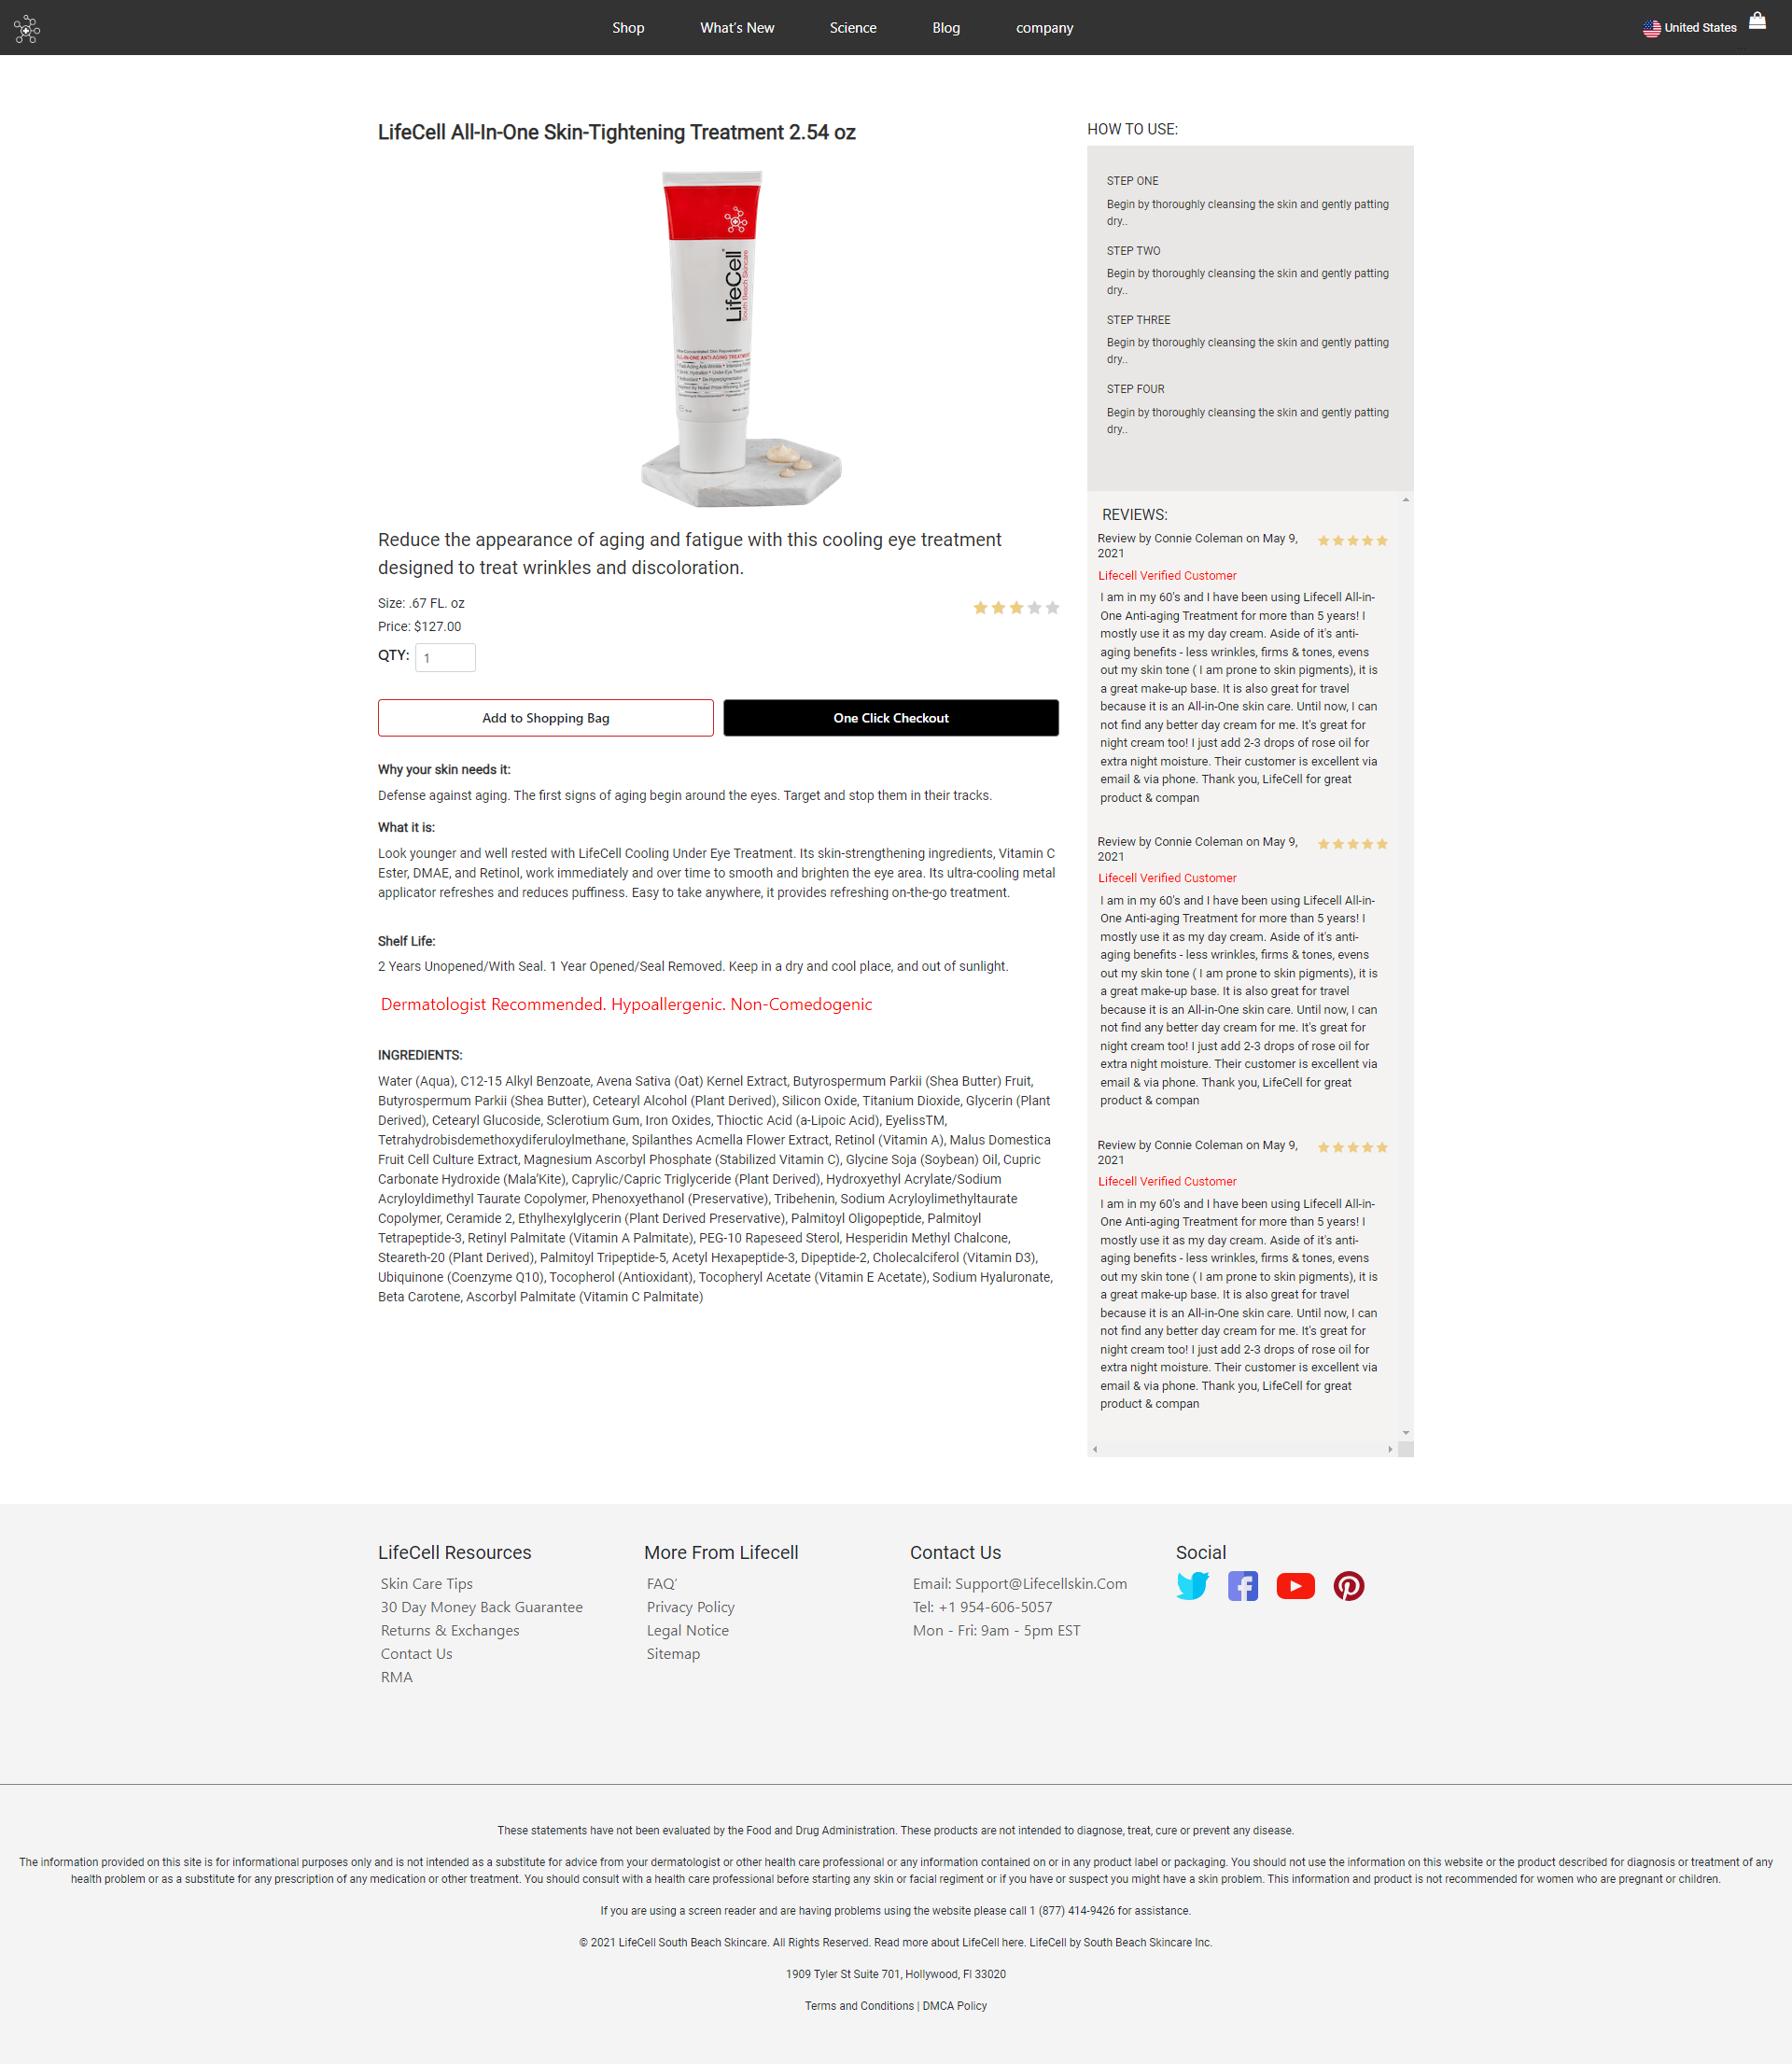 Shop
What's New
Science
Blog
company
United States
LifeCell All-In-One Skin-Tightening Treatment 2.54 oz
LifeCell
South Beach Skincare
ALL-IN-ONE ANTI-AGING TREATMENT
Reduce the appearance of aging and fatigue with this cooling eye treatment
designed to treat wrinkles and discoloration.
Size: .67 FL. oz
Price: $127.00
QTY: 1
Add to Shopping Bag
One Click Checkout
Why your skin needs it:
Defense against aging. The first signs of aging begin around the eyes. Target and stop them in their tracks.
What it is:
Look younger and well rested with LifeCell Cooling Under Eye Treatment. Its skin-strengthening ingredients, Vitamin C
Ester, DMAE, and Retinol, work immediately and over time to smooth and brighten the eye area. Its ultra-cooling metal
applicator refreshes and reduces puffiness. Easy to take anywhere, it provides refreshing on-the-go treatment.
Shelf Life:
2 Years Unopened/With Seal. 1 Year Opened/Seal Removed. Keep in a dry and cool place, and out of sunlight.
Dermatologist Recommended. Hypoallergenic. Non-Comedogenic
INGREDIENTS:
Water (Aqua), C12-15 Alkyl Benzoate, Avena Sativa (Oat) Kernel Extract, Butyrospermum Parkii (Shea Butter) Fruit,
Butyrospermum Parkii (Shea Butter), Cetearyl Alcohol (Plant Derived), Silicon Oxide, Titanium Dioxide, Glycerin (Plant
Derived), Cetearyl Glucoside, Sclerotium Gum, Iron Oxides, Thioctic Acid (a-Lipoic Acid), EyelissTM,
Tetrahydrobisdemethoxydiferuloylmethane, Spilanthes Acmella Flower Extract, Retinol (Vitamin A), Malus Domestica
Fruit Cell Culture Extract, Magnesium Ascorbyl Phosphate (Stabilized Vitamin C), Glycine Soja (Soybean) Oil, Cupric
Carbonate Hydroxide (Mala'Kite), Caprylic/Capric Triglyceride (Plant Derived), Hydroxyethyl Acrylate/Sodium
Acryloyldimethyl Taurate Copolymer, Phenoxyethanol (Preservative), Tribehenin, Sodium Acryloylimethyltaurate
Copolymer, Ceramide 2, Ethylhexylglycerin (Plant Derived Preservative), Palmitoyl Oligopeptide, Palmitoyl
Tetrapeptide-3, Retinyl Palmitate (Vitamin A Palmitate), PEG-10 Rapeseed Sterol, Hesperidin Methyl Chalcone,
Steareth-20 (Plant Derived), Palmitoyl Tripeptide-5, Acetyl Hexapeptide-3, Dipeptide-2, Cholecalciferol (Vitamin D3),
Ubiquinone (Coenzyme Q10), Tocopherol (Antioxidant), Tocopheryl Acetate (Vitamin E Acetate), Sodium Hyaluronate,
Beta Carotene, Ascorbyl Palmitate (Vitamin C Palmitate)
HOW TO USE:
STEP ONE
Begin by thoroughly cleansing the skin and gently patting
dry..
STEP TWO
Begin by thoroughly cleansing the skin and gently patting
dry..
STEP THREE
Begin by thoroughly cleansing the skin and gently patting
dry..
STEP FOUR
Begin by thoroughly cleansing the skin and gently patting
dry..
REVIEWS:
Review by Connie Coleman on May 9,
2021
Lifecell Verified Customer
I am in my 60's and I have been using Lifecell All-in-
One Anti-aging Treatment for more than 5 years! I
mostly use it as my day cream. Aside of it's anti-
aging benefits - less wrinkles, firms & tones, evens
out my skin tone ( I am prone to skin pigments), it is
a great make-up base. It is also great for travel
because it is an All-in-One skin care. Until now, I can
not find any better day cream for me. It's great for
night cream too! I just add 2-3 drops of rose oil for
extra night moisture. Their customer is excellent via
email & via phone. Thank you, LifeCell for great
product & compan
Review by Connie Coleman on May 9,
2021
Lifecell Verified Customer
I am in my 60's and I have been using Lifecell All-in-
One Anti-aging Treatment for more than 5 years! I
mostly use it as my day cream. Aside of it's anti-
aging benefits - less wrinkles, firms & tones, evens
out my skin tone ( I am prone to skin pigments), it is
a great make-up base. It is also great for travel
because it is an All-in-One skin care. Until now, I can
not find any better day cream for me. It's great for
night cream too! I just add 2-3 drops of rose oil for
extra night moisture. Their customer is excellent via
email & via phone. Thank you, LifeCell for great
product & compan
Review by Connie Coleman on May 9,
2021
Lifecell Verified Customer
I am in my 60's and I have been using Lifecell All-in-
One Anti-aging Treatment for more than 5 years! I
mostly use it as my day cream. Aside of it's anti-
aging benefits - less wrinkles, firms & tones, evens
out my skin tone ( I am prone to skin pigments), it is
a great make-up base. It is also great for travel
because it is an All-in-One skin care. Until now, I can
not find any better day cream for me. It's great for
night cream too! I just add 2-3 drops of rose oil for
extra night moisture. Their customer is excellent via
email & via phone. Thank you, LifeCell for great
product & compan
LifeCell Resources
Skin Care Tips
30 Day Money Back Guarantee
Returns & Exchanges
Contact Us
RMA
More From Lifecell
FAQ'
Privacy Policy
Legal Notice
Sitemap
Contact Us
Email: Support@Lifecellskin.Com
Tel: +1 954-606-5057
Mon - Fri: 9am - 5pm EST
Social
These statements have not been evaluated by the Food and Drug Administration. These products are not intended to diagnose, treat, cure or prevent any disease.
The information provided on this site is for informational purposes only and is not intended as a substitute for advice from your dermatologist or other health care professional or any information contained on or in any product label or packaging. You should not use the information on this website or the product described for diagnosis or treatment of any
health problem or as a substitute for any prescription of any medication or other treatment. You should consult with a health care professional before starting any skin or facial regiment or if you have or suspect you might have a skin problem. This information and product is not recommended for women who are pregnant or children.
If you are using a screen reader and are having problems using the website please call 1 (877) 414-9426 for assistance.
© 2021 LifeCell South Beach Skincare. All Rights Reserved. Read more about LifeCell here. LifeCell by South Beach Skincare Inc.
1909 Tyler St Suite 701, Hollywood, Fl 33020
Terms and Conditions | DMCA Policy